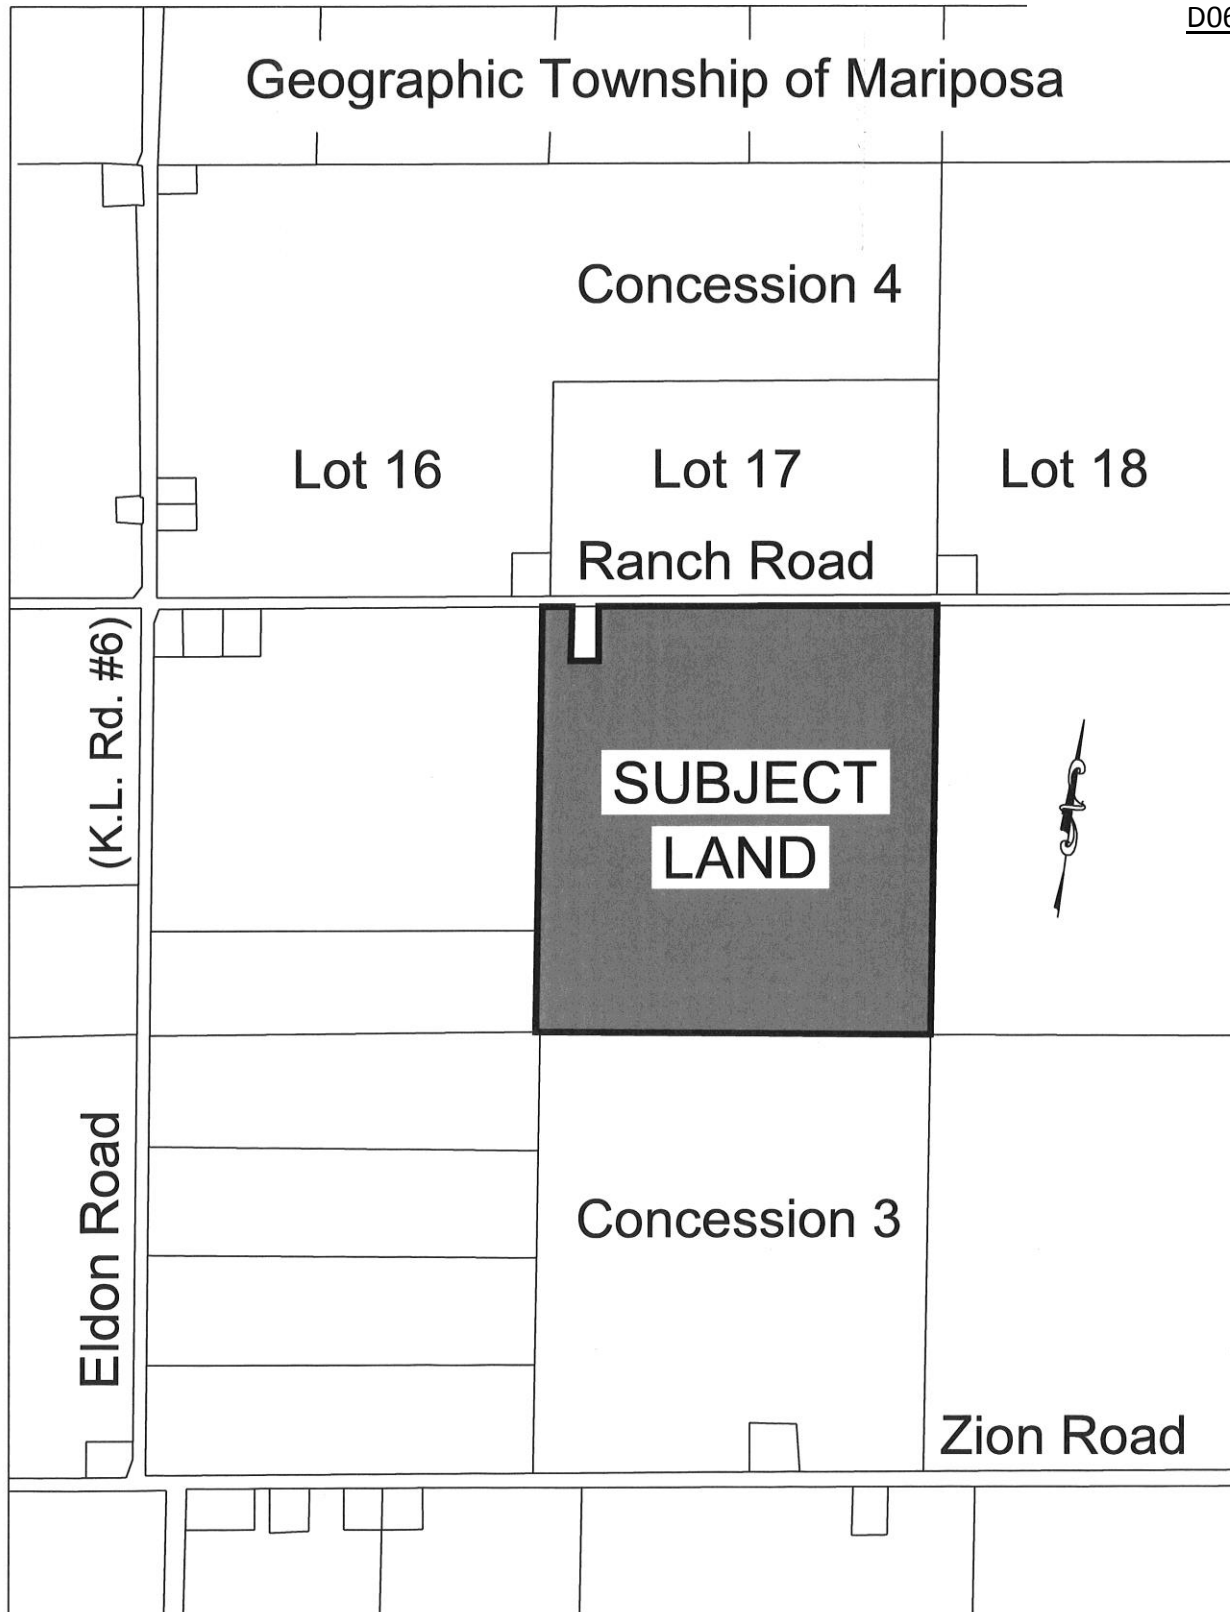 D06
Geographic Township of Mariposa
Concession 4
Lot 16
Lot 17
Lot 18
Ranch Road
(K.L. Rd. #6)
SUBJECT
LAND
Eldon Road
Concession 3
Zion Road